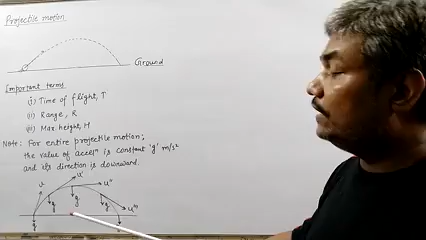 Projectile motion
Ground
Important terms
(i) Time of flight, T
(ii) Range, R
(iii) Max height, H
Note: For entire projectile motion;
the value of accelⁿ is constant 'g' m/s²
and its direction is downward.
v u' u''
g g g u'''
g